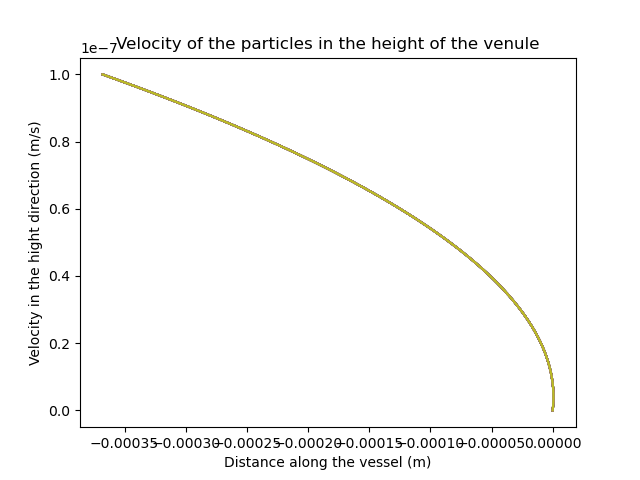 Velocity of the particles in the height of the venule
1e−7
1.0
0.8
0.6
0.4
0.2
0.0
Velocity in the hight direction (m/s)
−0.00035 −0.00030 −0.00025 −0.00020 −0.00015 −0.00010 −0.00005 0.00000
Distance along the vessel (m)